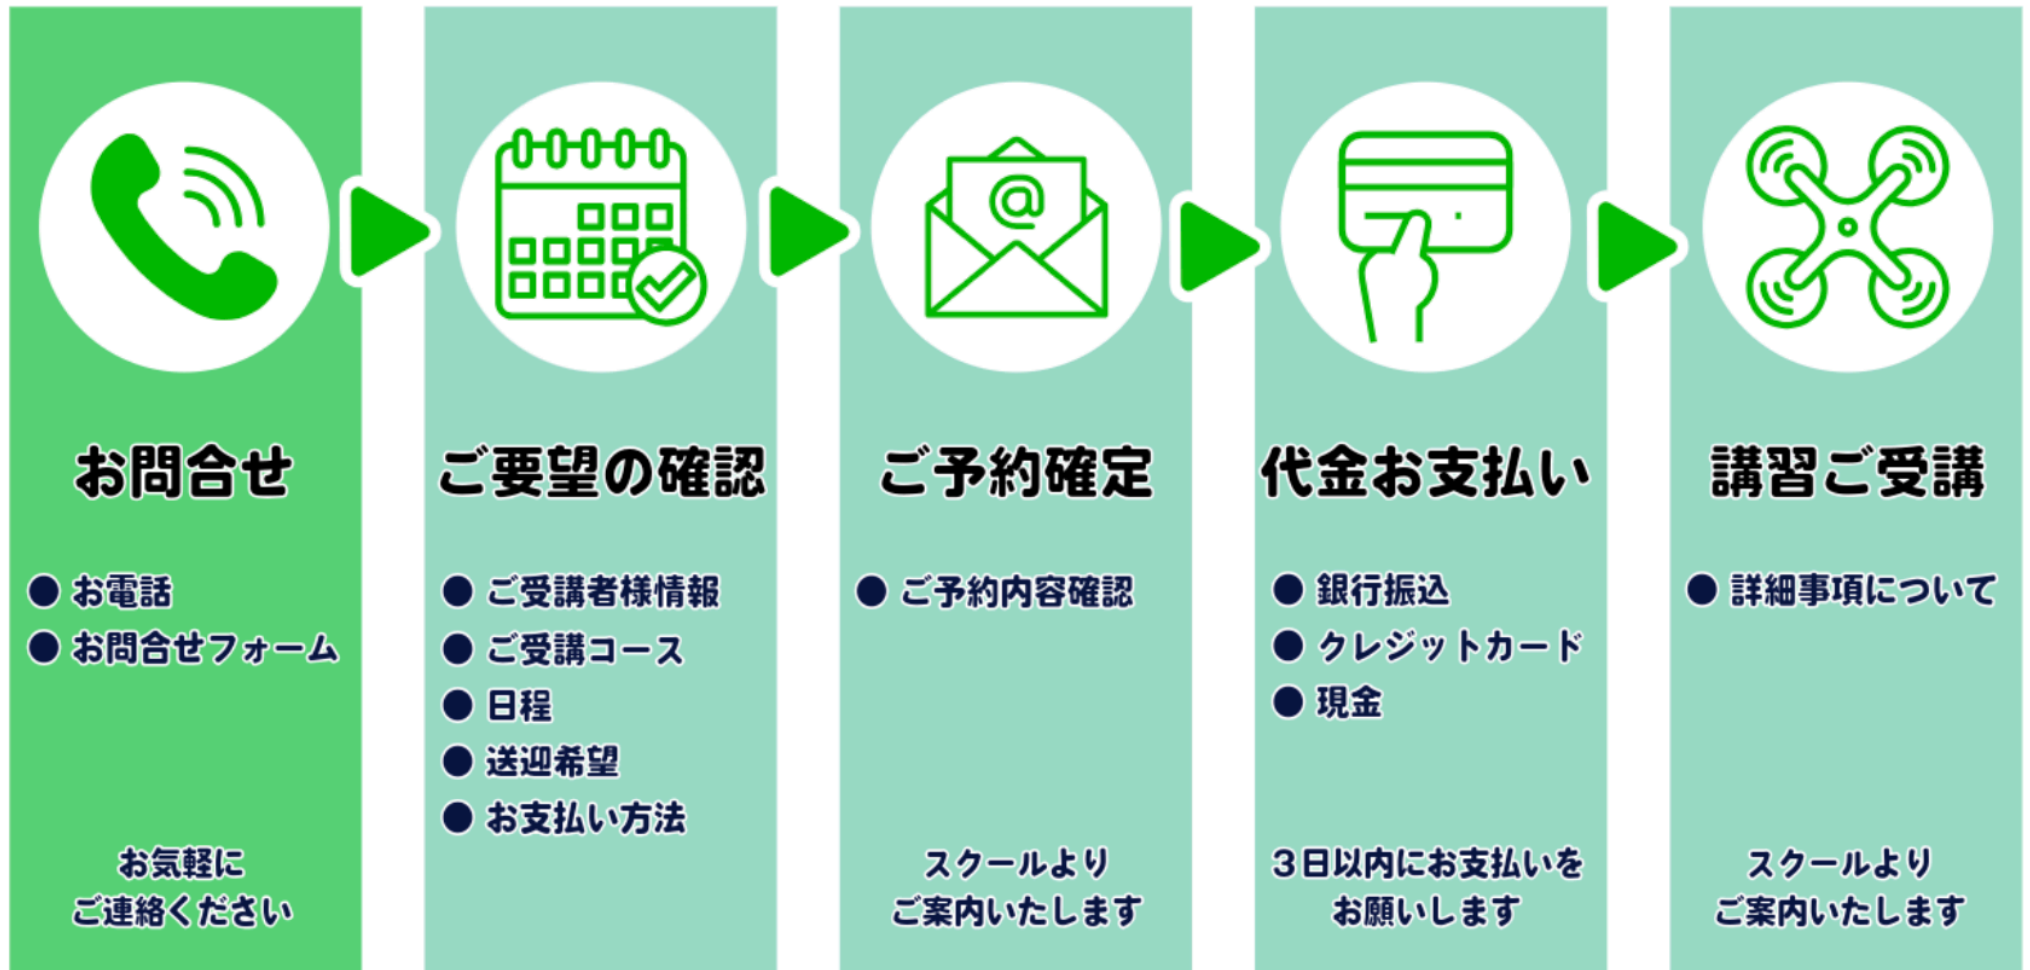 お問合せ
● お電話
● お問合せフォーム
お気軽に
ご連絡ください
ご要望の確認
● ご受講者様情報
● ご受講コース
● 日程
● 送迎希望
● お支払い方法
@
ご予約確定
● ご予約内容確認
スクールより
ご案内いたします
代金お支払い
● 銀行振込
● クレジットカード
● 現金
３日以内にお支払いを
お願いします
講習ご受講
● 詳細事項について
スクールより
ご案内いたします